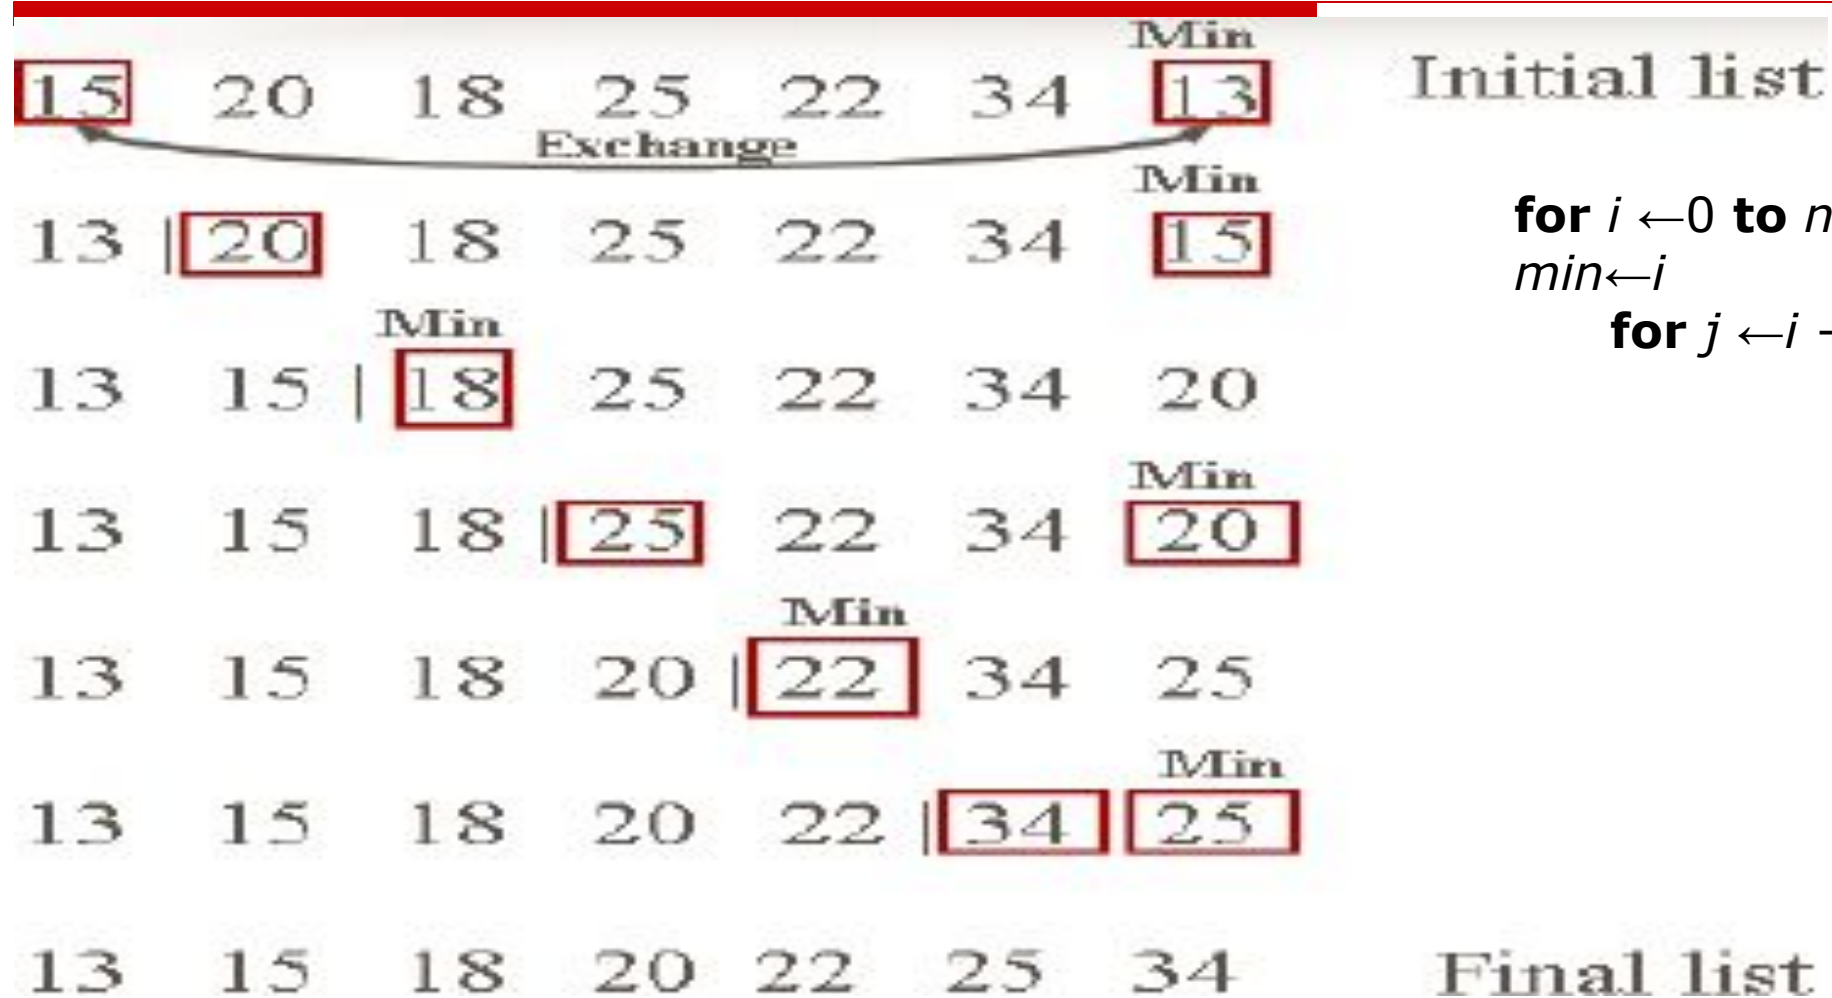 Min
15 20 18 25 22 34 13 Initial list
Exchange
Min
13 | 20 18 25 22 34 15
for i ←0 to n
min←i
for j ←i
Min
13 15 | 18 25 22 34 20
Min
13 15 18 | 25 22 34 20
Min
13 15 18 20 | 22 34 25
Min
13 15 18 20 22 | 34 25
13 15 18 20 22 25 34 Final list